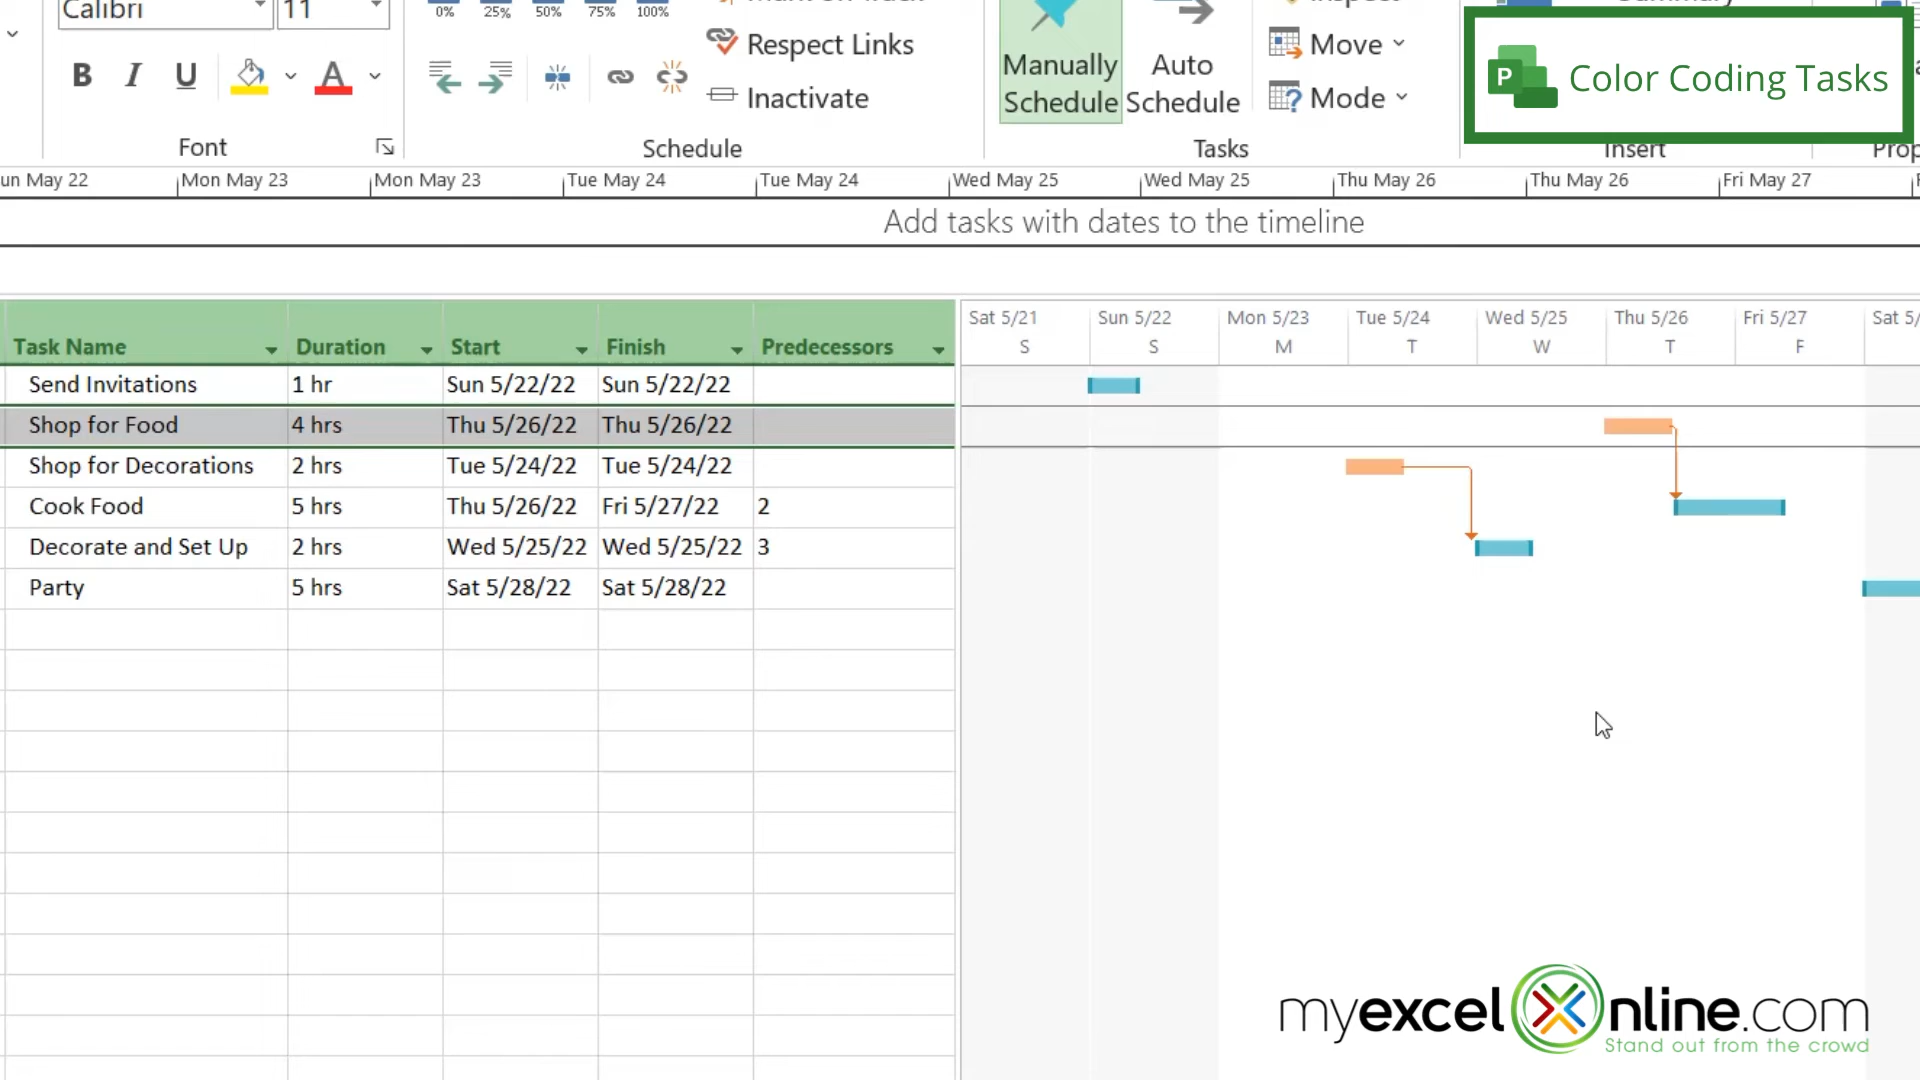 Calibri 11
0% 25% 50% 75% 100%
Respect Links
Inactivate
B I U A
Manually Schedule
Auto Schedule
Move
Mode
P Color Coding Tasks
Font Schedule Tasks Insert
Mon May 23 Mon May 23 Tue May 24 Tue May 24 Wed May 25 Wed May 25 Thu May 26 Thu May 26 Fri May 27
Add tasks with dates to the timeline
Sat 5/21 Sun 5/22 Mon 5/23 Tue 5/24 Wed 5/25 Thu 5/26 Fri 5/27
Task Name Duration Start Finish Predecessors S S M T W T F
Send Invitations 1 hr Sun 5/22/22 Sun 5/22/22
Shop for Food 4 hrs Thu 5/26/22 Thu 5/26/22
Shop for Decorations 2 hrs Tue 5/24/22 Tue 5/24/22
Cook Food 5 hrs Thu 5/26/22 Fri 5/27/22 2
Decorate and Set Up 2 hrs Wed 5/25/22 Wed 5/25/22 3
Party 5 hrs Sat 5/28/22 Sat 5/28/22
myexcelonline.com
Stand out from the crowd